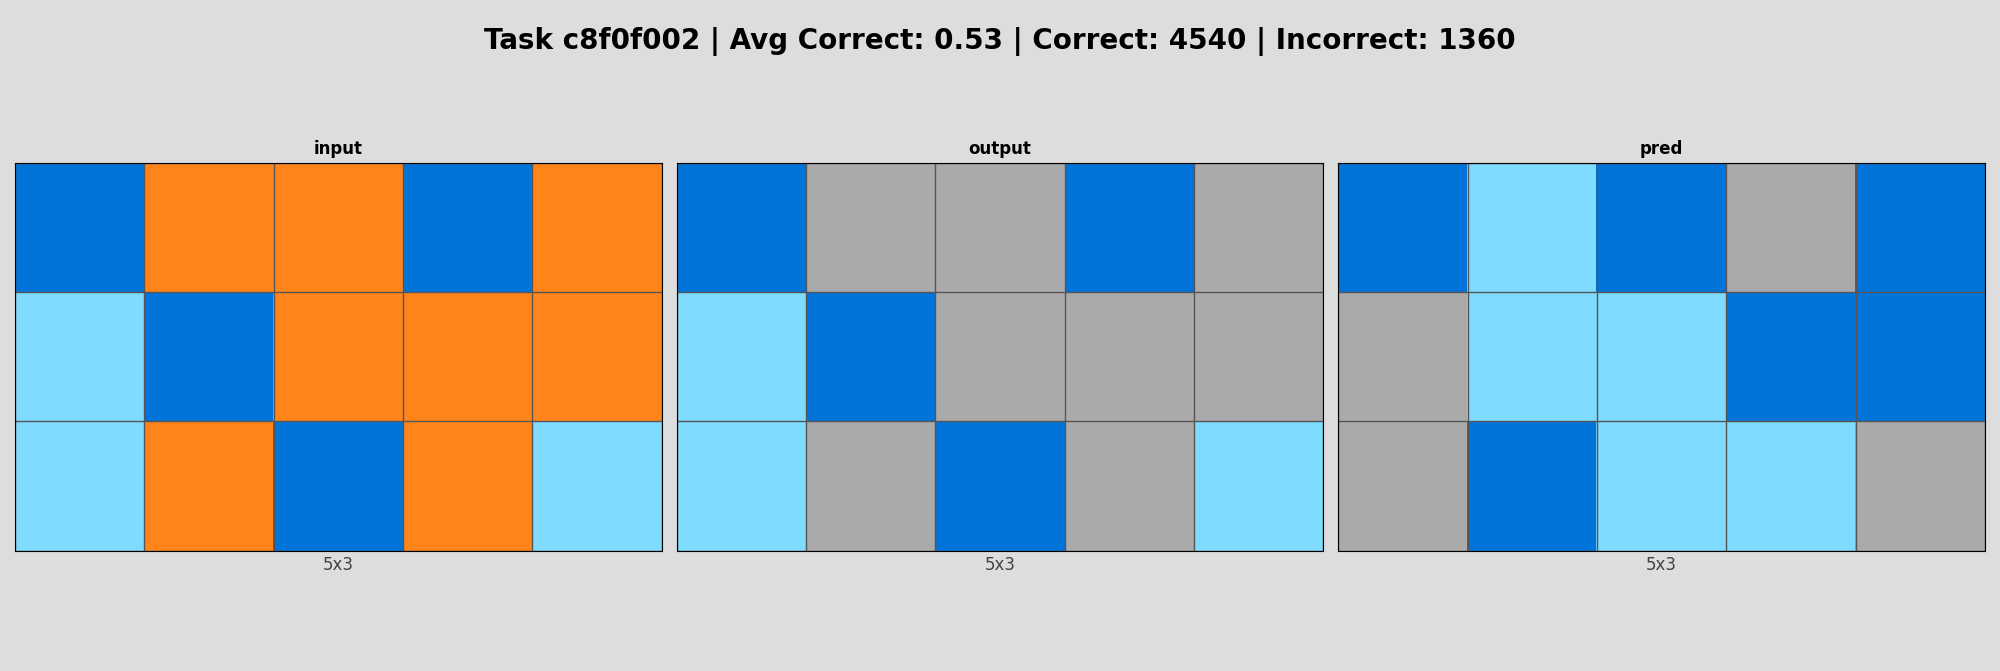 Task c8f0f002 | Avg Correct: 0.53 | Correct: 4540 | Incorrect: 1360
input
output
pred
5x3
5x3
5x3